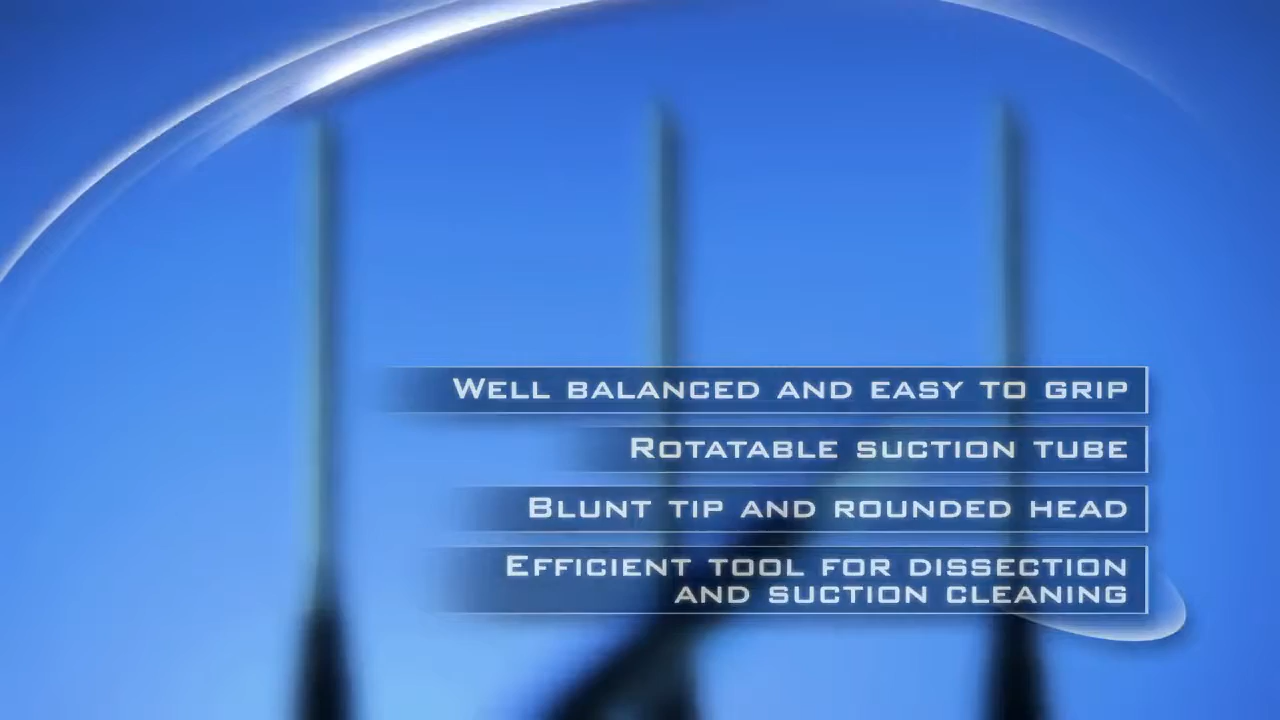 Well balanced and easy to grip
Rotatable suction tube
Blunt tip and rounded head
Efficient tool for dissection
and suction cleaning